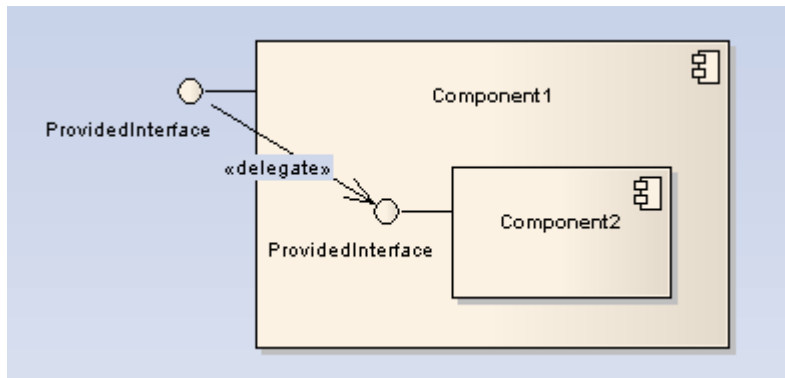 Component1
ProvidedInterface
«delegate»
Component2
ProvidedInterface